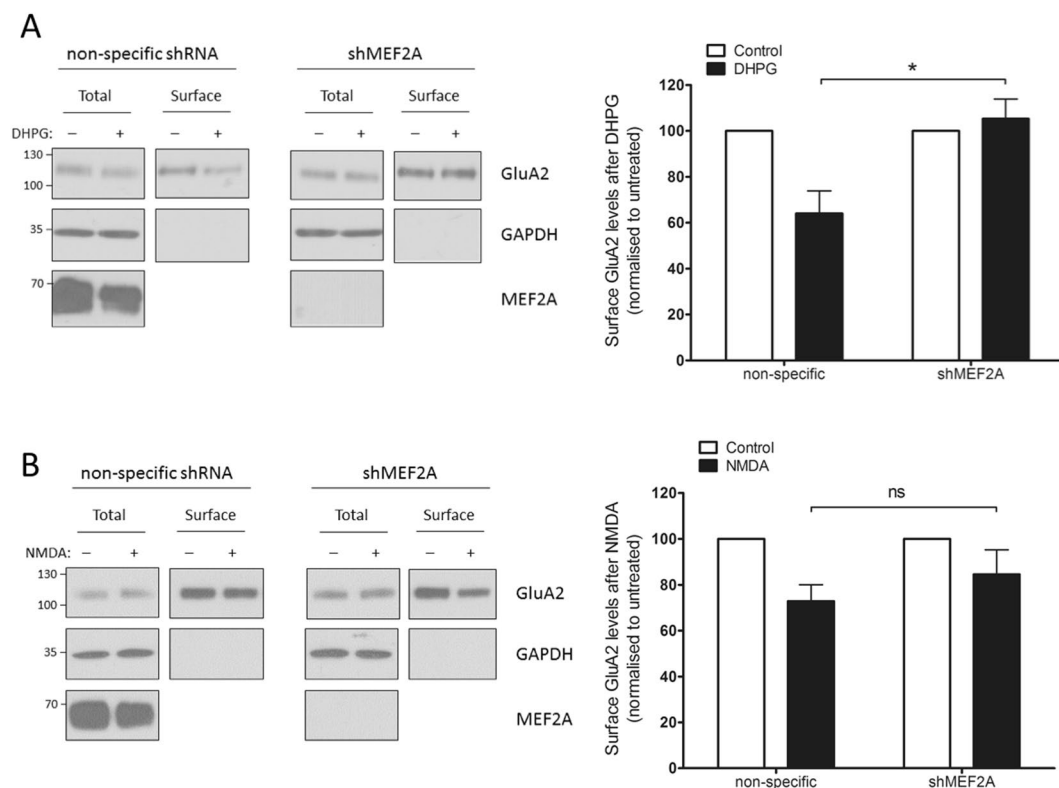 A
non-specific shRNA
shMEF2A
Total Surface Total Surface
DHPG: – + – + – + – +
130
100
GluA2
35
GAPDH
70
MEF2A
Control
DHPG
*
Surface GluA2 levels after DHPG
(normalised to untreated)
120
100
80
60
40
20
0
non-specific shMEF2A
B
non-specific shRNA
shMEF2A
Total Surface Total Surface
NMDA: – + – + – + – +
130
100
GluA2
35
GAPDH
70
MEF2A
Control
NMDA
ns
Surface GluA2 levels after NMDA
(normalised to untreated)
120
100
80
60
40
20
0
non-specific shMEF2A